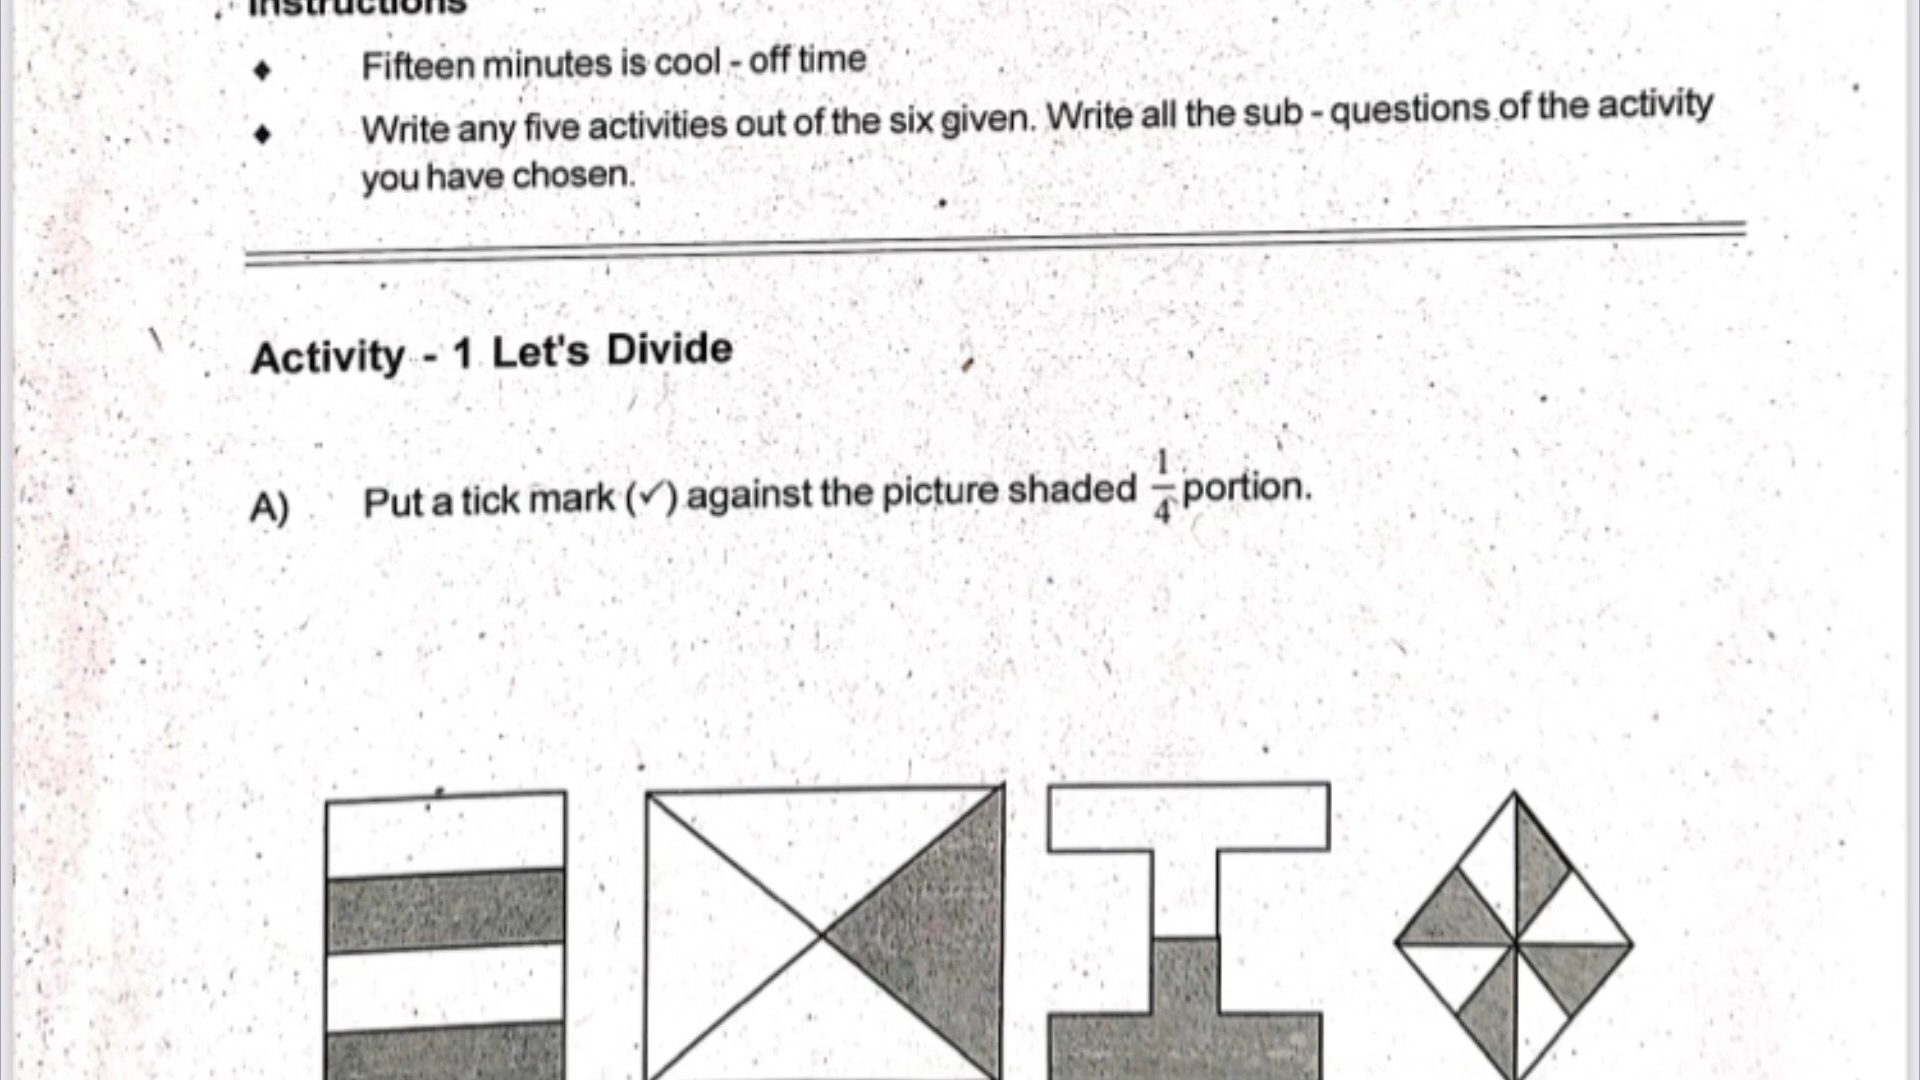 Instructions
♦ Fifteen minutes is cool - off time
♦ Write any five activities out of the six given. Write all the sub - questions of the activity
you have chosen.
Activity - 1 Let's Divide
A) Put a tick mark (✓) against the picture shaded 1/4 portion.